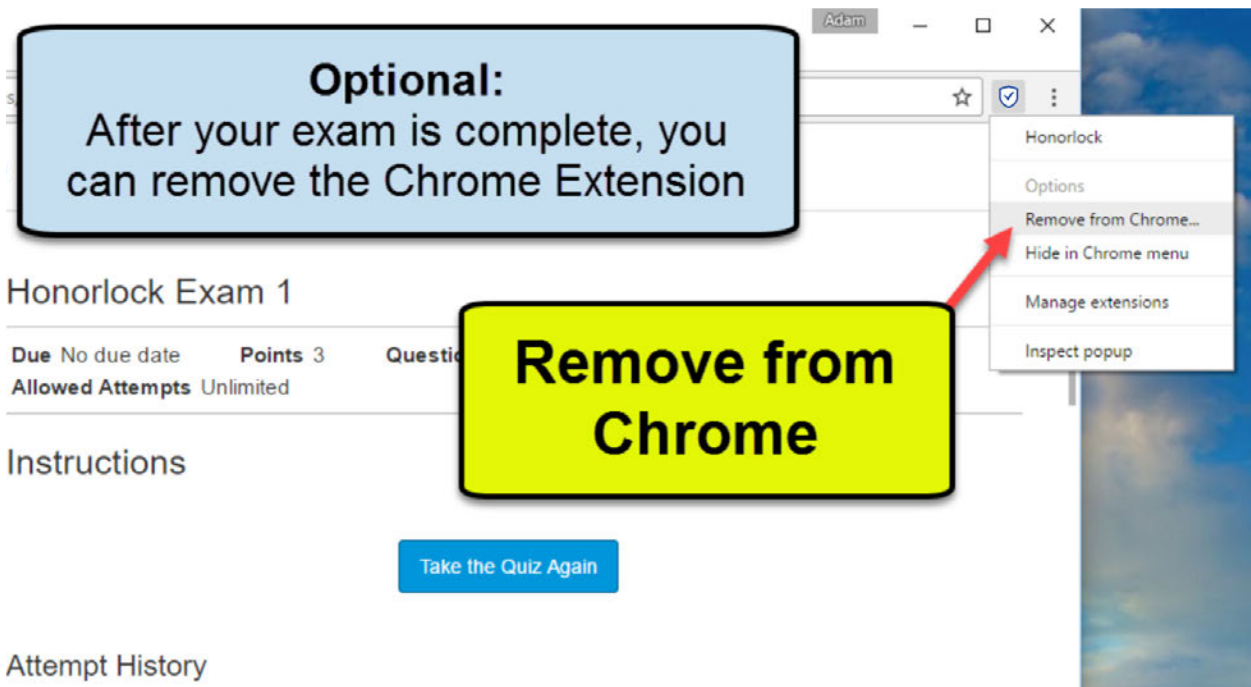 Adam
Optional:
After your exam is complete, you
can remove the Chrome Extension
Honorlock
Options
Remove from Chrome...
Hide in Chrome menu
Manage extensions
Inspect popup
Honorlock Exam 1
Due No due date Points 3
Allowed Attempts Unlimited
Remove from
Chrome
Instructions
Take the Quiz Again
Attempt History